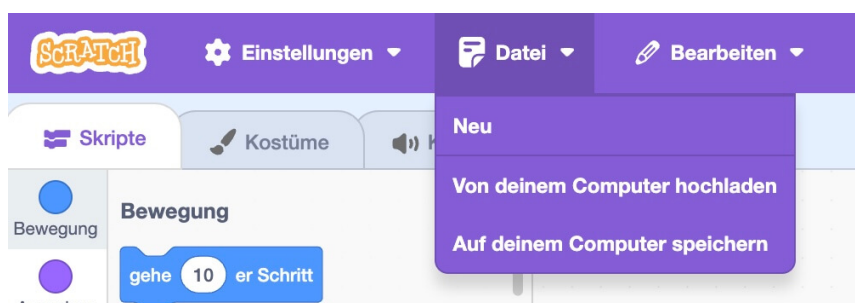 SCRATCH Einstellungen Datei Bearbeiten
Skripte Kostüme
Neu
Von deinem Computer hochladen
Auf deinem Computer speichern
Bewegung
Bewegung
gehe 10 er Schritt